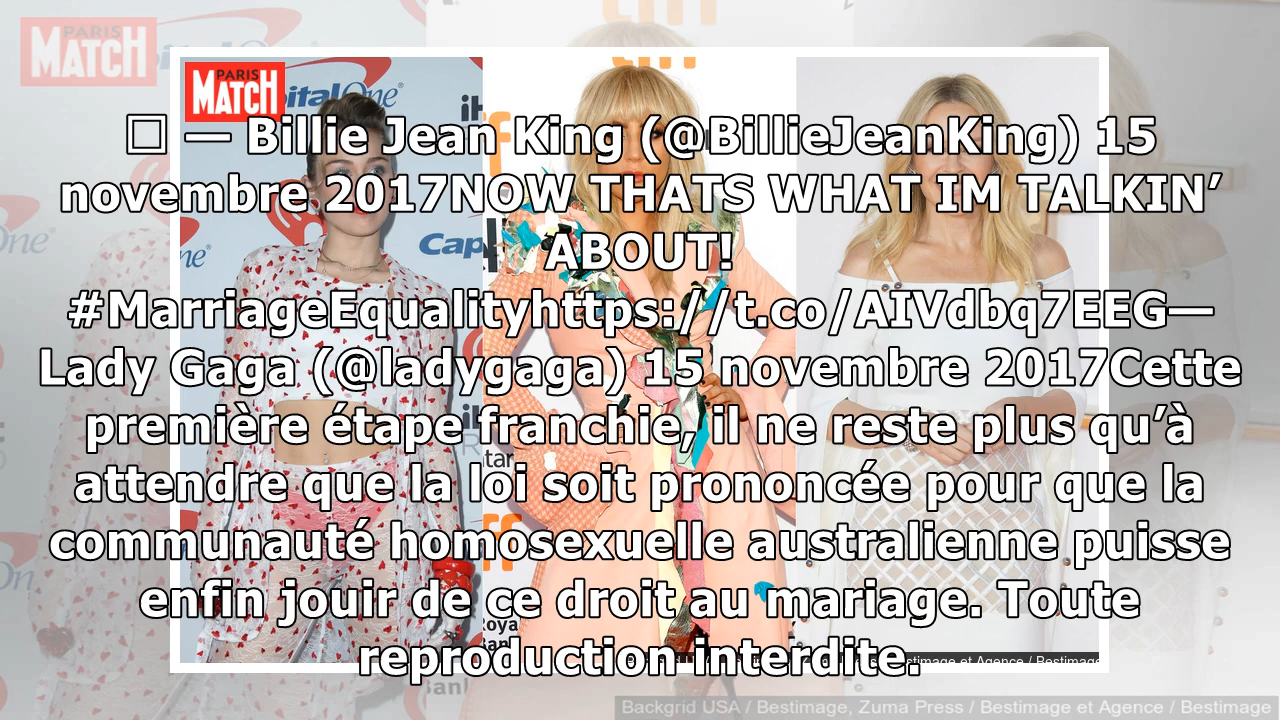 PARIS
MATCH
PARIS
MATCH
CapitalOne
— Billie Jean King (@BillieJeanKing) 15
novembre 2017NOW THATS WHAT IM TALKIN’
ABOUT!
#MarriageEqualityhttps://t.co/AIVdbq7EEG—
Lady Gaga (@ladygaga) 15 novembre 2017Cette
première étape franchie, il ne reste plus qu’à
attendre que la loi soit prononcée pour que la
communauté homosexuelle australienne puisse
enfin jouir de ce droit au mariage. Toute
reproduction interdite.
Backgrid USA / Bestimage, Zuma Press / Bestimage et Agence / Bestimage